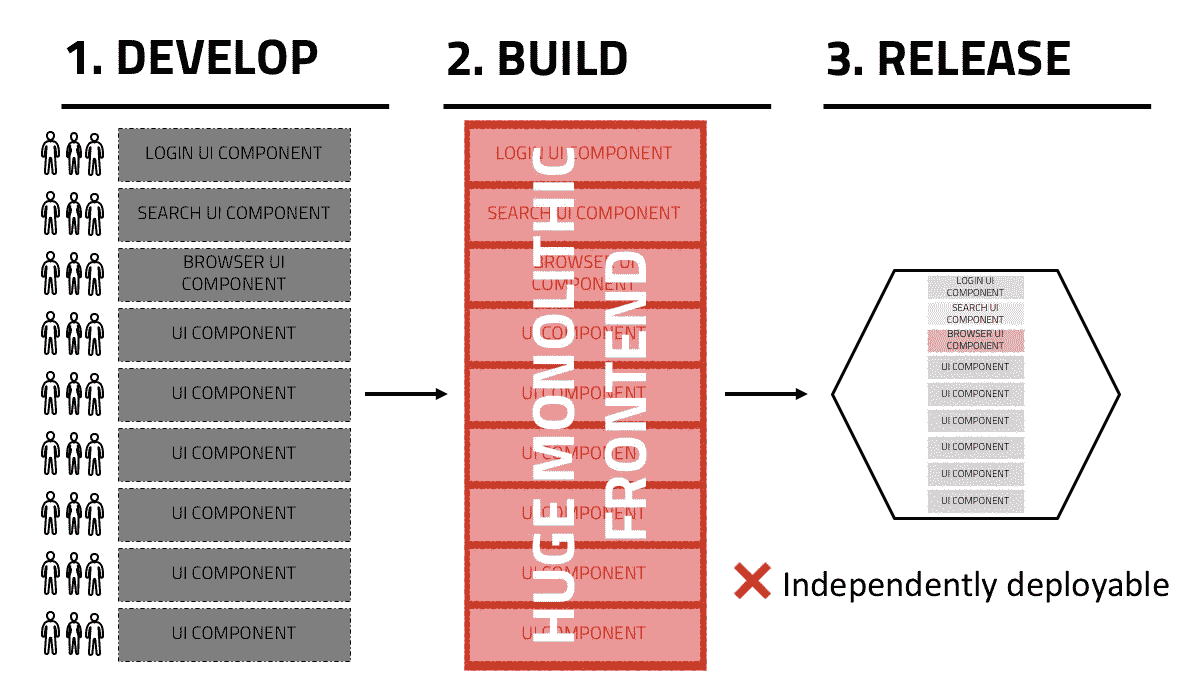 1. DEVELOP
LOGIN UI COMPONENT
SEARCH UI COMPONENT
BROWSER UI
COMPONENT
UI COMPONENT
UI COMPONENT
UI COMPONENT
UI COMPONENT
UI COMPONENT
UI COMPONENT
2. BUILD
LOGIN UI COMPONENT
SEARCH UI COMPONENT
BROWSER UI
COMPONENT
UI COMPONENT
UI COMPONENT
UI COMPONENT
UI COMPONENT
UI COMPONENT
UI COMPONENT
HUGE MONOLITHIC
FRONTEND
3. RELEASE
LOGIN UI
COMPONENT
SEARCH UI
COMPONENT
BROWSER UI
COMPONENT
UI COMPONENT
UI COMPONENT
UI COMPONENT
UI COMPONENT
UI COMPONENT
UI COMPONENT
Independently deployable